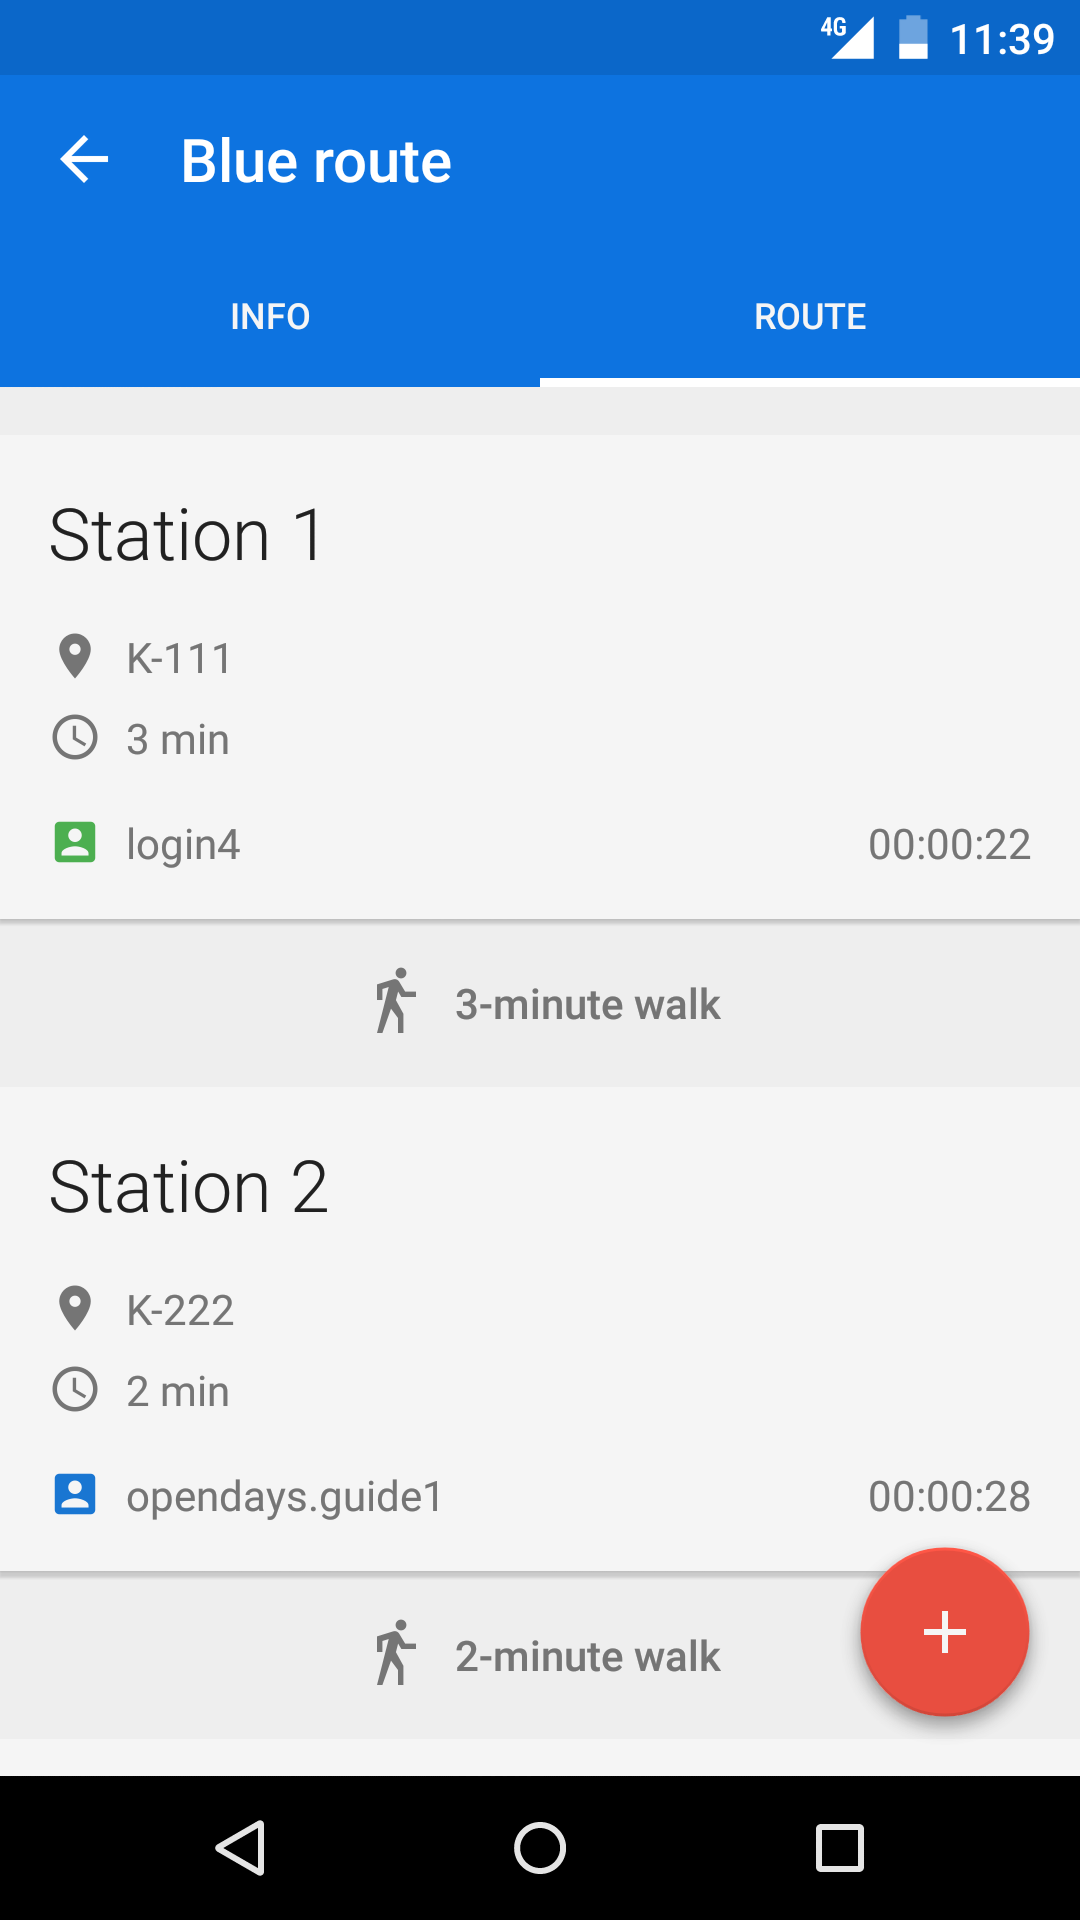 4G 11:39
Blue route
INFO ROUTE
Station 1
K-111
3 min
login4 00:00:22
3-minute walk
Station 2
K-222
2 min
opendays.guide1 00:00:28
2-minute walk